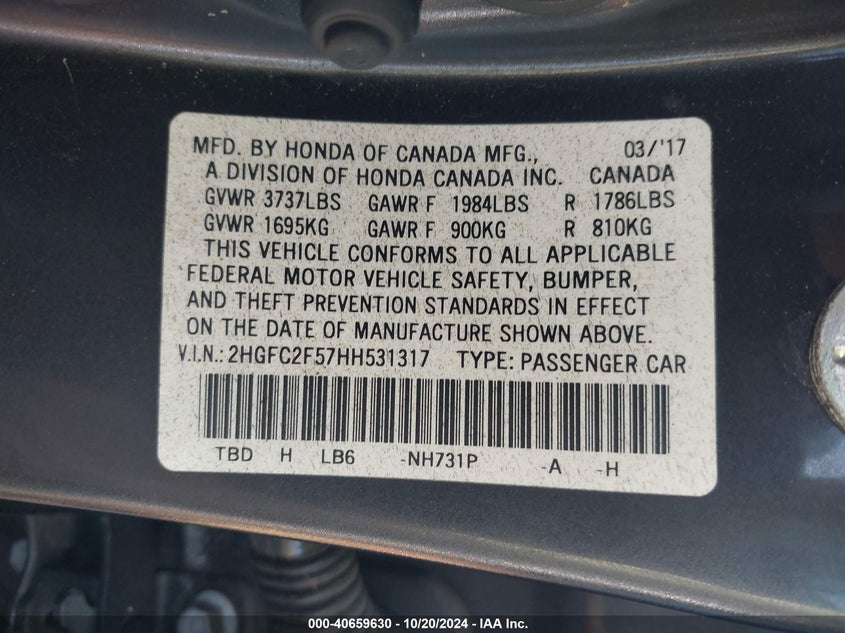 MFD. BY HONDA OF CANADA MFG., 03/'17
A DIVISION OF HONDA CANADA INC. CANADA
GVWR 3737LBS GAWR F 1984LBS R 1786LBS
GVWR 1695KG GAWR F 900KG R 810KG
THIS VEHICLE CONFORMS TO ALL APPLICABLE
FEDERAL MOTOR VEHICLE SAFETY, BUMPER,
AND THEFT PREVENTION STANDARDS IN EFFECT
ON THE DATE OF MANUFACTURE SHOWN ABOVE.
V.I.N.: 2HGFC2F57HH531317 TYPE: PASSENGER CAR
TBD H LB6 -NH731P -A -H
000-40659630 - 10/20/2024 - IAA Inc.